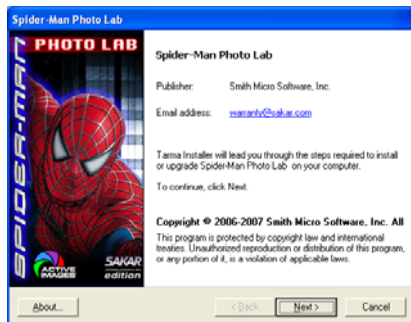 Spider-Man Photo Lab
PHOTO LAB
SPIDER-MAN
ACTIVE
IMAGES
SAKAR
edition
Spider-Man Photo Lab
Publisher: Smith Micro Software, Inc.
Email address: warranty@sakar.com
Tarma Installer will lead you through the steps required to install
or upgrade Spider-Man Photo Lab on your computer.
To continue, click Next.
Copyright © 2006-2007 Smith Micro Software, Inc. All
This program is protected by copyright law and international
treaties. Unauthorized reproduction or distribution of this program,
or any portion of it, is a violation of applicable laws.
About... < Back Next > Cancel